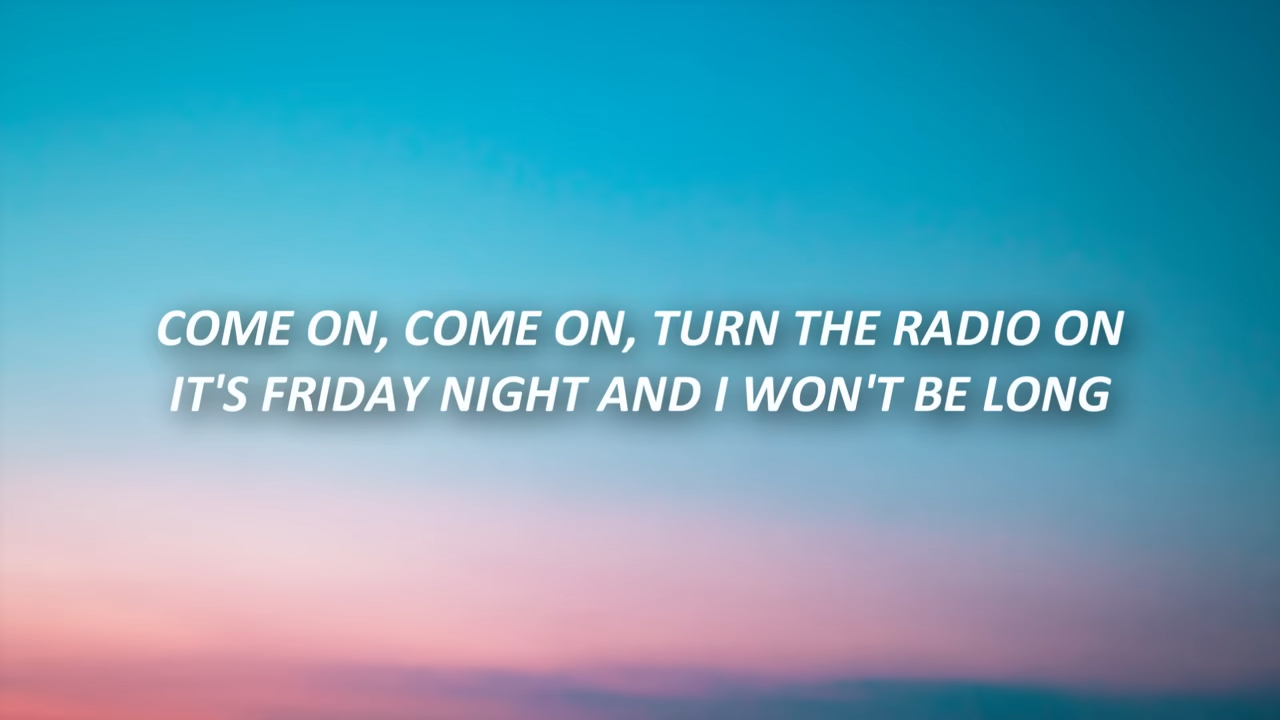 COME ON, COME ON, TURN THE RADIO ON
IT'S FRIDAY NIGHT AND I WON'T BE LONG